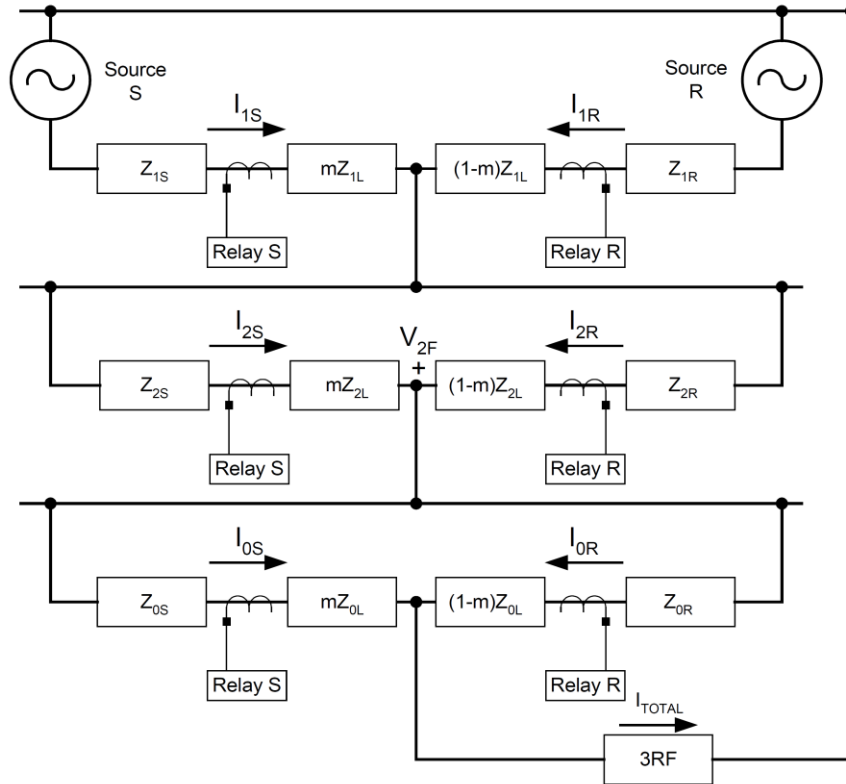 Source
S
Source
R
I₁S
I₁R
Z₁S
mZ₁L
(1-m)Z₁L
Z₁R
Relay S
Relay R
I₂S
V₂F
+
I₂R
Z₂S
mZ₂L
(1-m)Z₂L
Z₂R
Relay S
Relay R
I₀S
I₀R
Z₀S
mZ₀L
(1-m)Z₀L
Z₀R
Relay S
Relay R
I_TOTAL
3RF